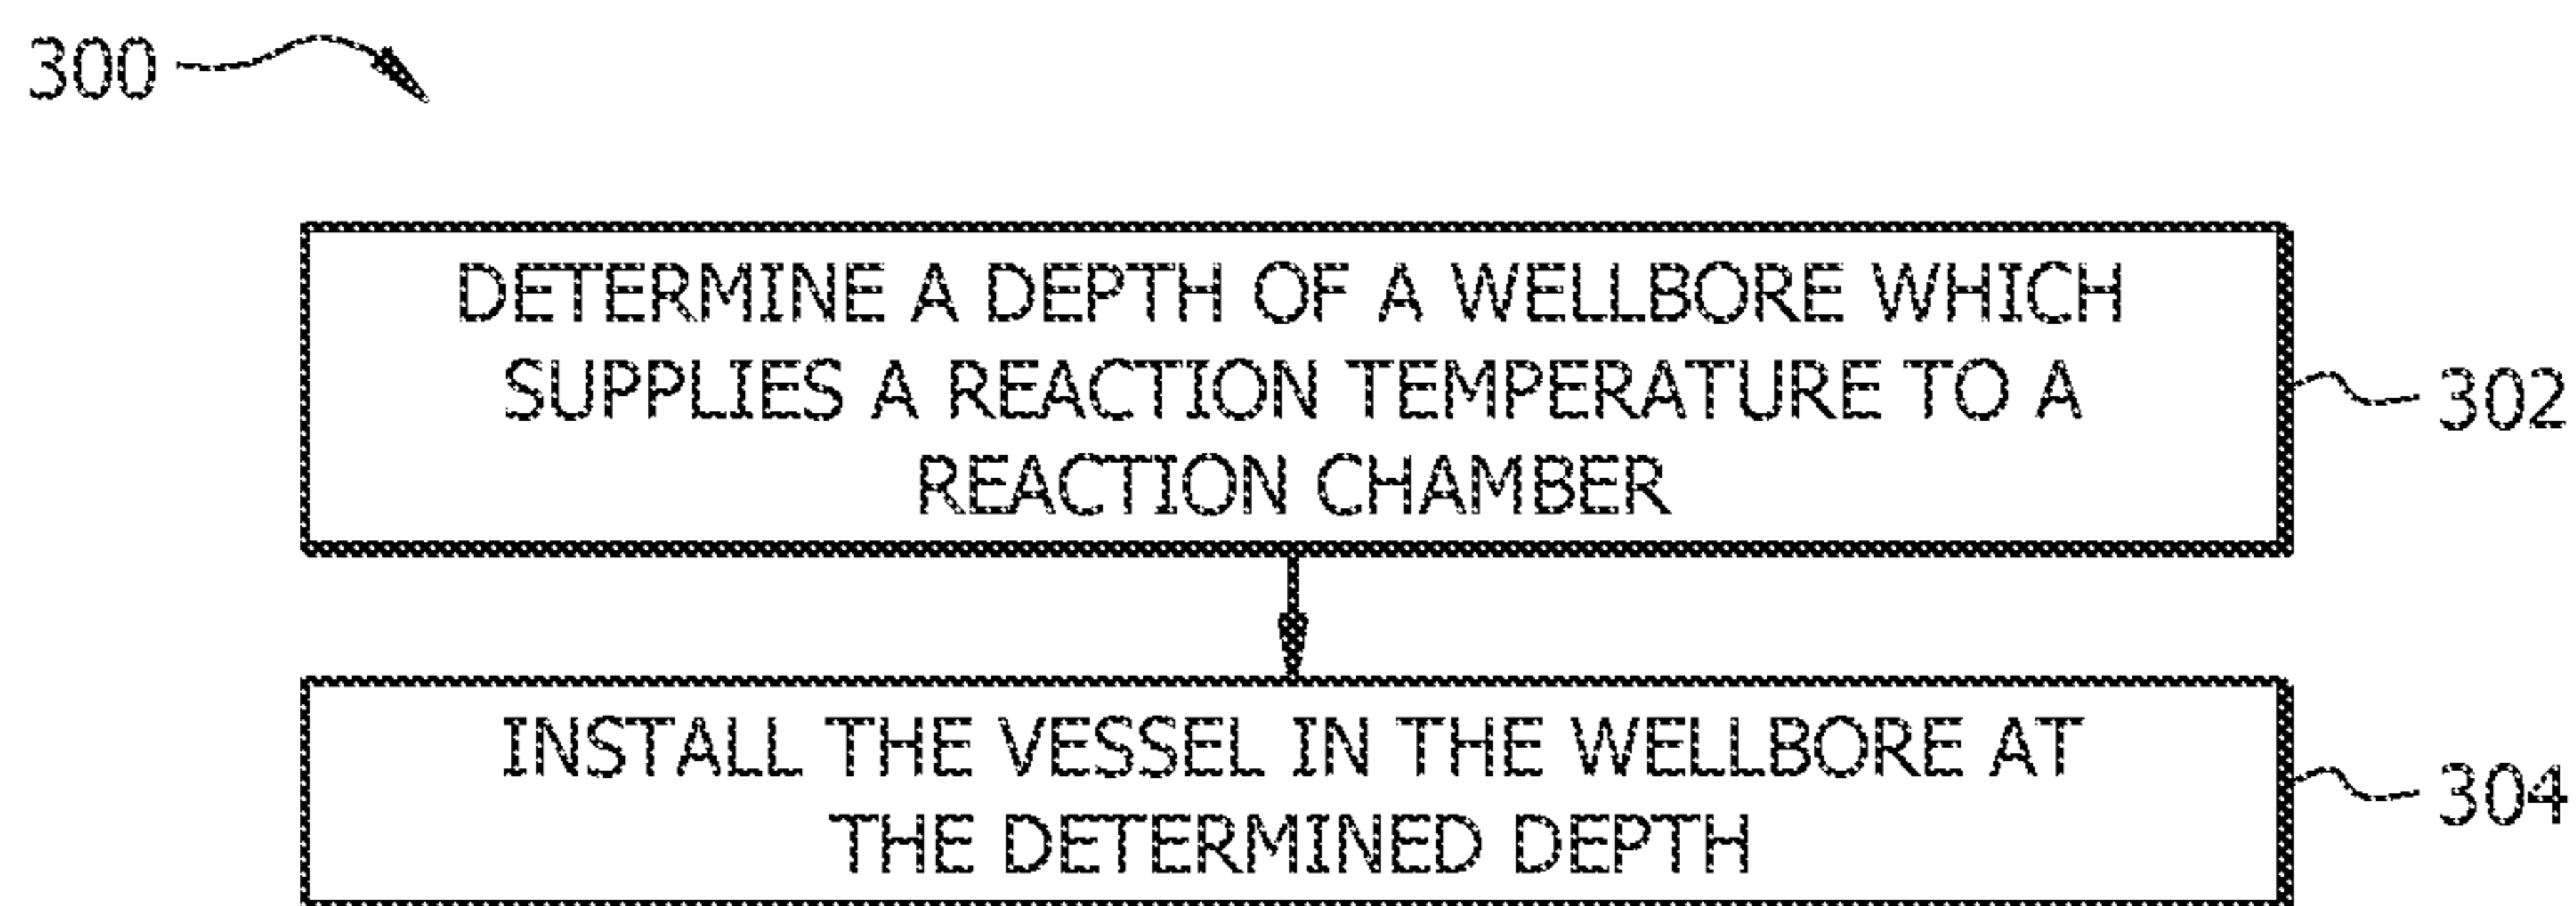 300
DETERMINE A DEPTH OF A WELLBORE WHICH
SUPPLIES A REACTION TEMPERATURE TO A
REACTION CHAMBER
302
INSTALL THE VESSEL IN THE WELLBORE AT
THE DETERMINED DEPTH
304